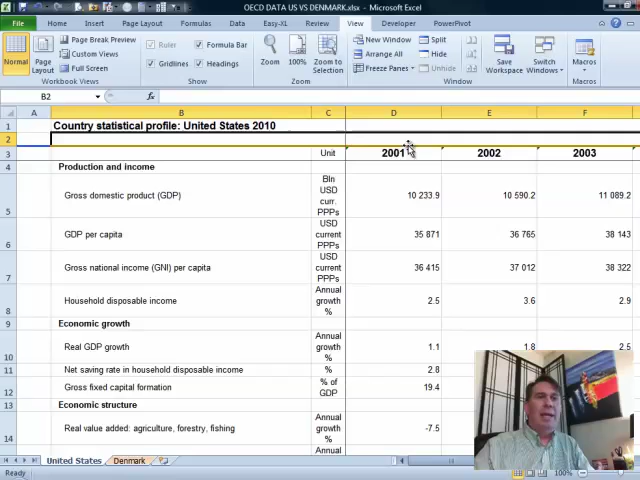 OECD DATA US VS DENMARK.xlsx - Microsoft Excel
File Home Insert Page Layout Formulas Data Easy-XL Review View Developer PowerPivot
Normal Page Layout Page Break Preview Custom Views Full Screen
Workbook Views
Ruler Formula Bar
Gridlines Headings
Show
Zoom 100% Zoom to Selection
Zoom
New Window Arrange All Freeze Panes Split Hide Unhide
Window
Save Workspace Switch Windows
Macros
Macros
B2 fx
A B C D E F
1 Country statistical profile: United States 2010
2
3 Unit 2001 2002 2003
4 Production and income
5 Gross domestic product (GDP) Bln USD curr. PPPs 10 233.9 10 590.2 11 089.2
6 GDP per capita USD current PPPs 35 871 36 765 38 143
7 Gross national income (GNI) per capita USD current PPPs 36 415 37 012 38 322
8 Household disposable income Annual growth % 2.5 3.6 2.9
9 Economic growth
10 Real GDP growth Annual growth % 1.1 1.8 2.5
11 Net saving rate in household disposable income % 2.8
12 Gross fixed capital formation % of GDP 19.4
13 Economic structure
14 Real value added: agriculture, forestry, fishing Annual growth % -7.5
Annual
United States Denmark
Ready 100%